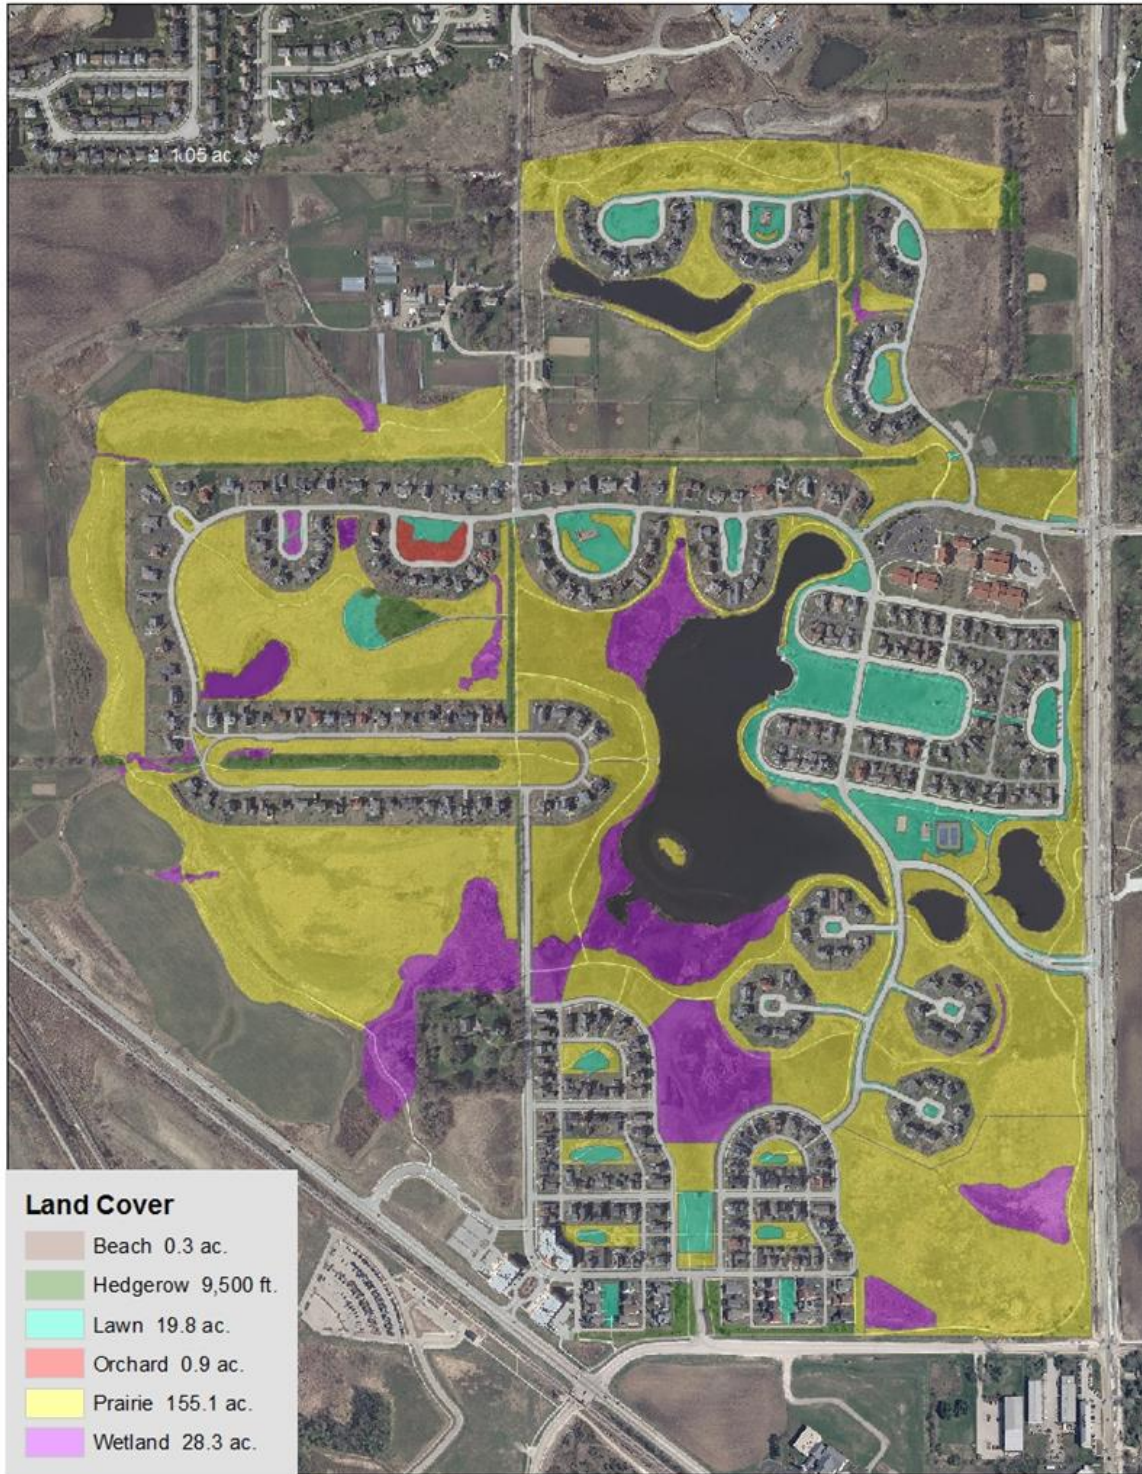 1.05 ac.
Land Cover
Beach 0.3 ac.
Hedgerow 9,500 ft.
Lawn 19.8 ac.
Orchard 0.9 ac.
Prairie 155.1 ac.
Wetland 28.3 ac.